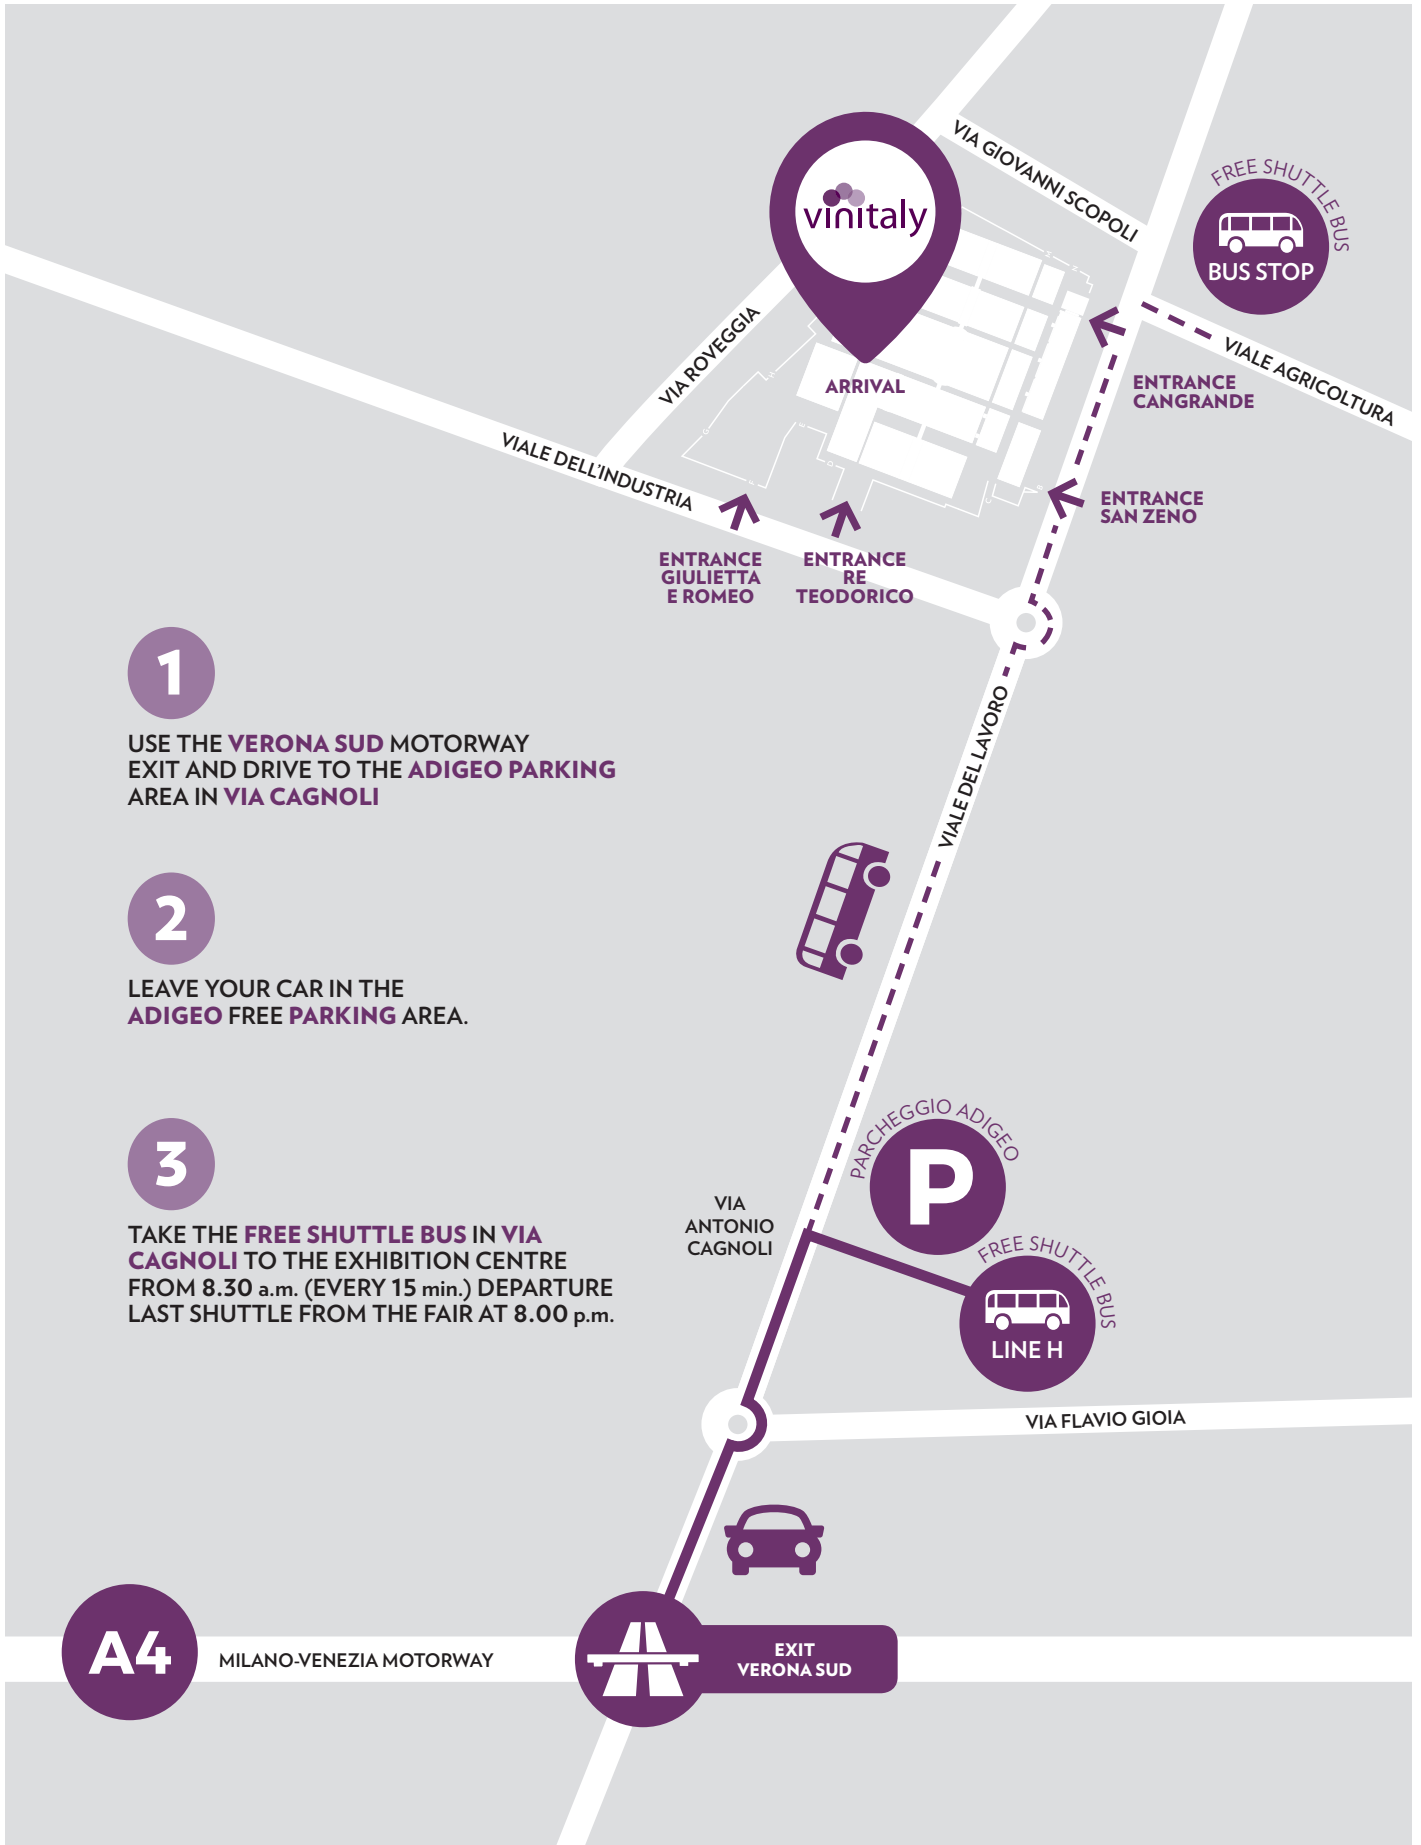 VIA GIOVANNI SCOPOLI
FREE SHUTTLE BUS
BUS STOP
vinitaly
ARRIVAL
VIA ROVEGGIA
VIALE AGRICOLTURA
ENTRANCE
CANGRANDE
VIALE DELL'INDUSTRIA
ENTRANCE
SAN ZENO
ENTRANCE
GIULIETTA
E ROMEO
ENTRANCE
RE
TEODORICO
1
USE THE VERONA SUD MOTORWAY
EXIT AND DRIVE TO THE ADIGEO PARKING
AREA IN VIA CAGNOLI
VIALE DEL LAVORO
2
LEAVE YOUR CAR IN THE
ADIGEO FREE PARKING AREA.
3
TAKE THE FREE SHUTTLE BUS IN VIA
CAGNOLI TO THE EXHIBITION CENTRE
FROM 8.30 a.m. (EVERY 15 min.) DEPARTURE
LAST SHUTTLE FROM THE FAIR AT 8.00 p.m.
PARCHEGGIO ADIGEO
P
VIA
ANTONIO
CAGNOLI
FREE SHUTTLE BUS
LINE H
VIA FLAVIO GIOIA
A4
MILANO-VENEZIA MOTORWAY
EXIT
VERONA SUD